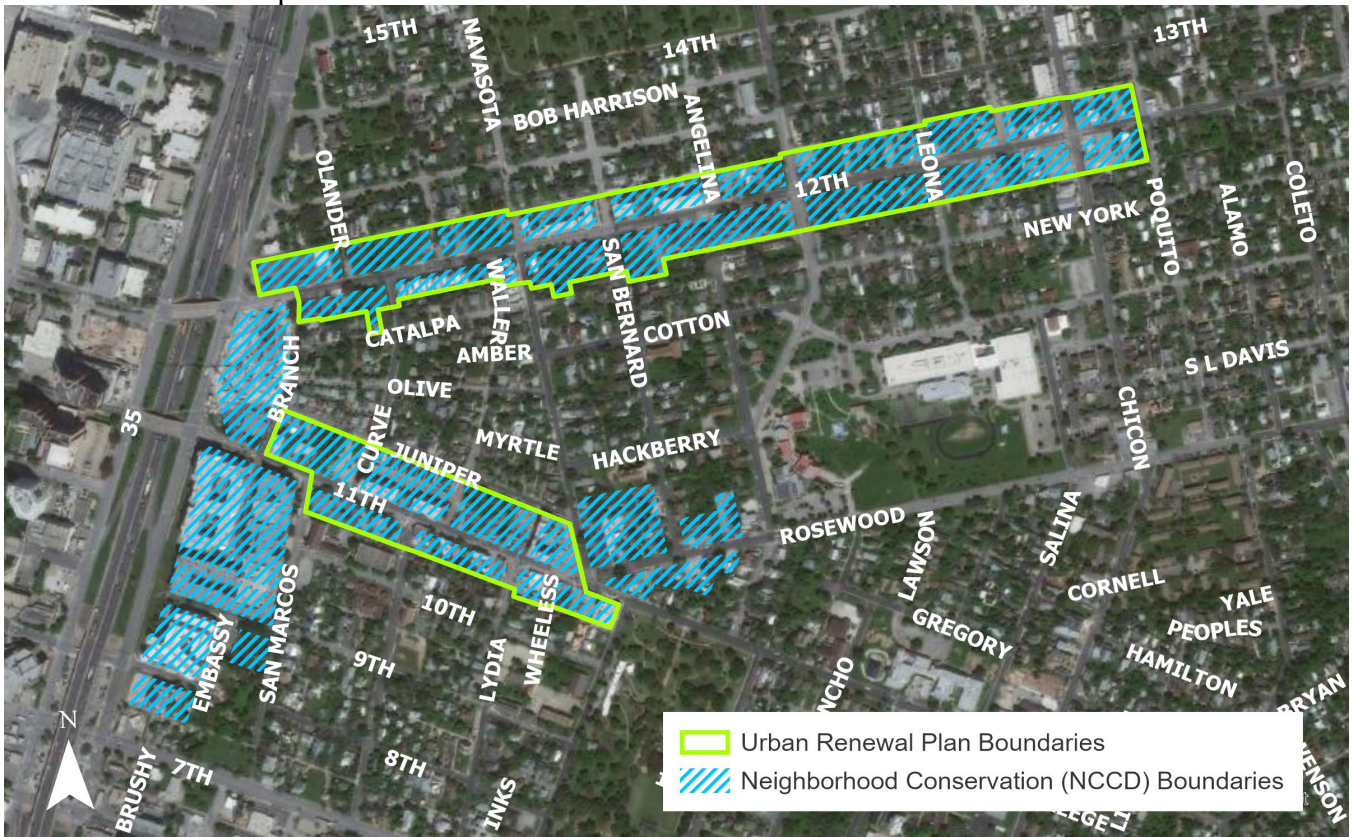 15TH
NAVASOTA
14TH
13TH
BOB HARRISON
ANGELINA
OLANDER
LEONA
12TH
COLETO
POQUITO
ALAMO
NEW YORK
WALLER
SAN BERNARD
CATALPA
COTTON
AMBER
S L DAVIS
BRANCH
OLIVE
35
CHICON
CURVE
MYRTLE
HACKBERRY
JUNIPER
11TH
ROSEWOOD
SALINA
LAWSON
CORNELL
YALE
10TH
WHEELESS
SAN MARCOS
EMBASSY
GREGORY
PEOPLES
9TH
LYDIA
HAMILTON
NCHO
BRYAN
N
7TH
8TH
BRUSHY
INKS
Urban Renewal Plan Boundaries
Neighborhood Conservation (NCCD) Boundaries